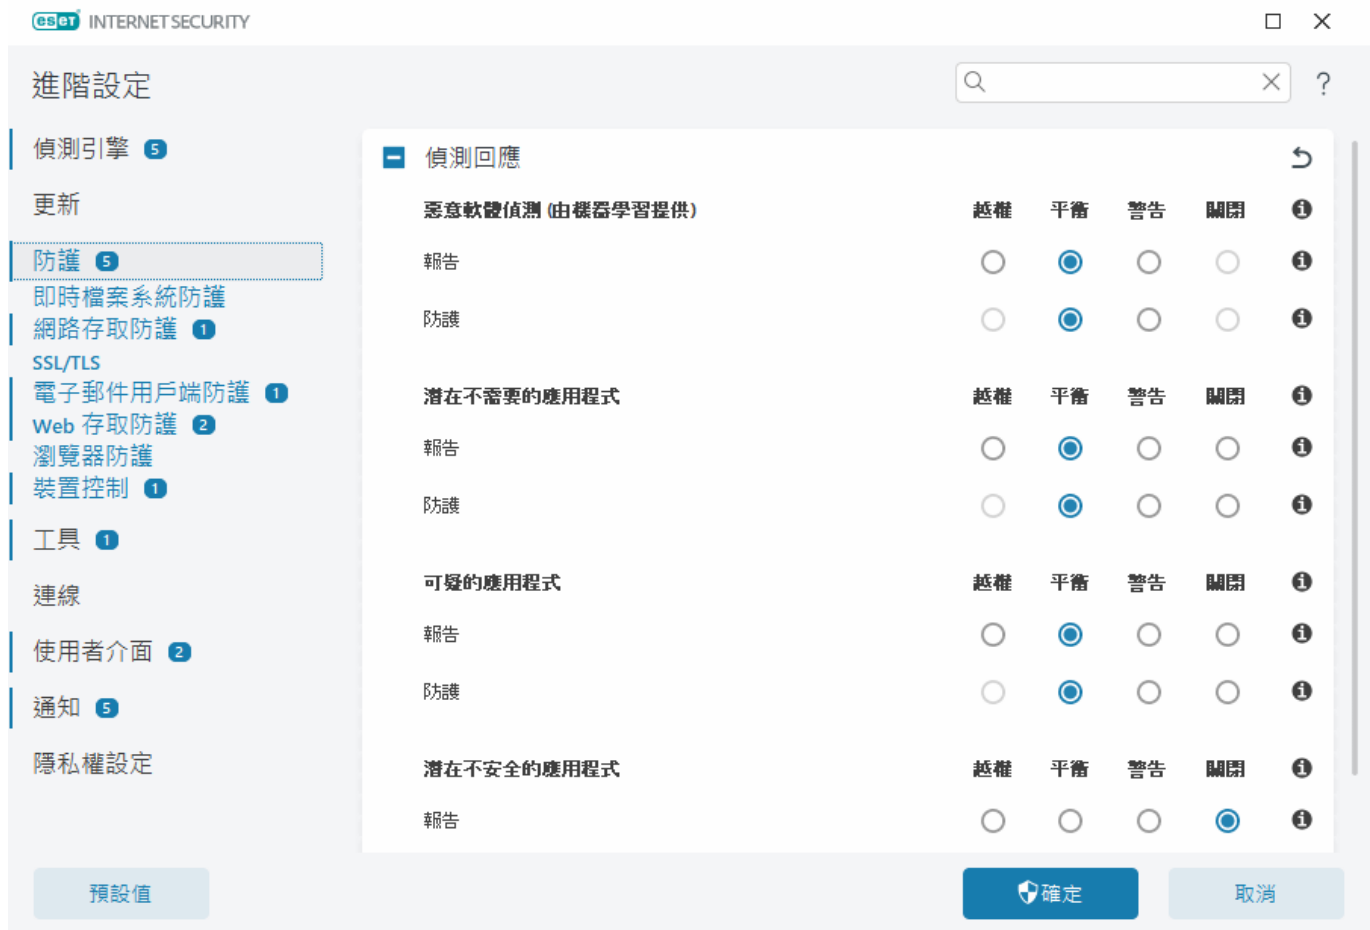 eset INTERNET SECURITY
進階設定
?
偵測引擎 5
更新
防護 5
即時檔案系統防護
網路存取防護 1
SSL/TLS
電子郵件用戶端防護 1
Web 存取防護 2
瀏覽器防護
裝置控制 1
工具 1
連線
使用者介面 2
通知 5
隱私權設定
偵測回應
惡意軟體偵測 (由機器學習提供) 越權 平衡 警告 關閉
報告
防護
潛在不需要的應用程式 越權 平衡 警告 關閉
報告
防護
可疑的應用程式 越權 平衡 警告 關閉
報告
防護
潛在不安全的應用程式 越權 平衡 警告 關閉
報告
預設值
確定
取消